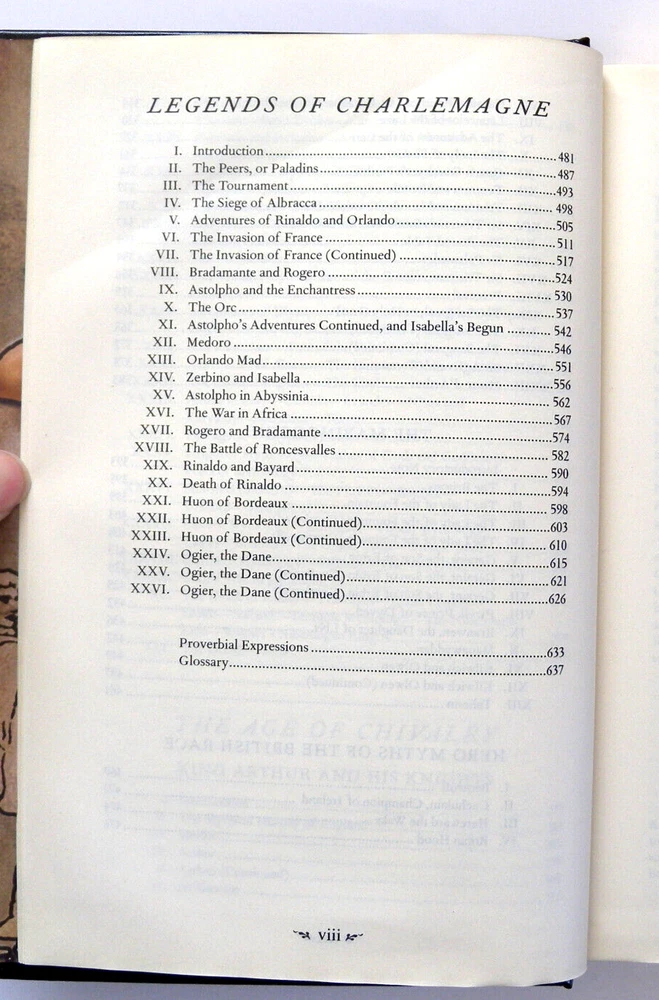 LEGENDS OF CHARLEMAGNE
I. Introduction 481
II. The Peers, or Paladins 487
III. The Tournament 493
IV. The Siege of Albracca 498
V. Adventures of Rinaldo and Orlando 505
VI. The Invasion of France 511
VII. The Invasion of France (Continued) 517
VIII. Bradamante and Rogero 524
IX. Astolpho and the Enchantress 530
X. The Orc 537
XI. Astolpho's Adventures Continued, and Isabella's Begun 542
XII. Medoro 546
XIII. Orlando Mad 551
XIV. Zerbino and Isabella 556
XV. Astolpho in Abyssinia 562
XVI. The War in Africa 567
XVII. Rogero and Bradamante 574
XVIII. The Battle of Roncesvalles 582
XIX. Rinaldo and Bayard 590
XX. Death of Rinaldo 594
XXI. Huon of Bordeaux 598
XXII. Huon of Bordeaux (Continued) 603
XXIII. Huon of Bordeaux (Continued) 610
XXIV. Ogier, the Dane 615
XXV. Ogier, the Dane (Continued) 621
XXVI. Ogier, the Dane (Continued) 626
Proverbial Expressions 633
Glossary 637
viii